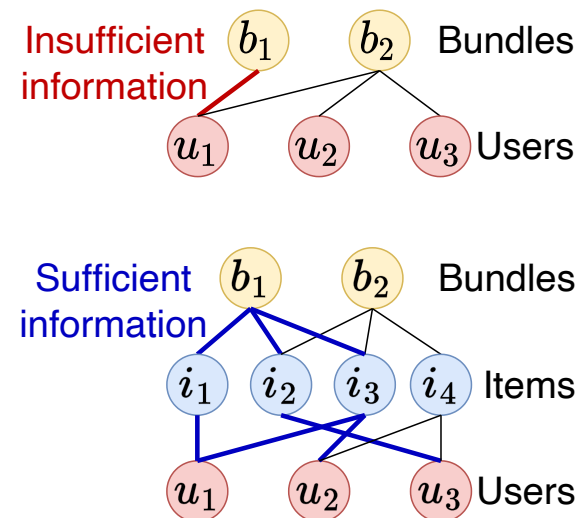 Insufficient b₁ b₂ Bundles
information
u₁ u₂ u₃ Users
Sufficient b₁ b₂ Bundles
information
i₁ i₂ i₃ i₄ Items
u₁ u₂ u₃ Users